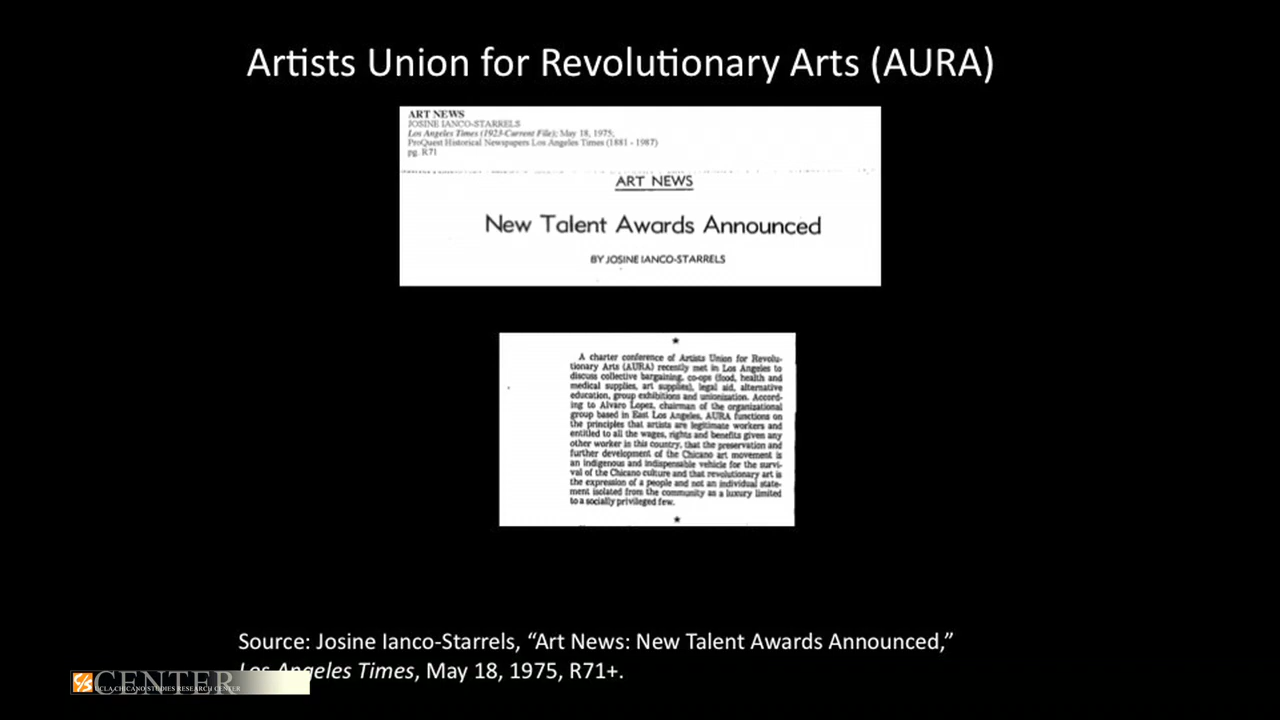 Artists Union for Revolutionary Arts (AURA)
ART NEWS
JOSINE IANCO-STARRELS
Los Angeles Times (1923-Current File); May 18, 1975;
ProQuest Historical Newspapers Los Angeles Times (1881 - 1987)
pg. R71
ART NEWS
New Talent Awards Announced
BY JOSINE IANCO-STARRELS
A charter conference of Artists Union for Revolu-
tionary Arts (AURA) recently met in Los Angeles to
discuss collective bargaining, co-ops (food, health and
medical supplies, art supplies), legal aid, alternative
education, group exhibitions and unionisation. Accord-
ing to Alvaro Lopez, chairman of the organizational
group based in East Los Angeles, AURA functions on
the principles that artists are legitimate workers and
entitled to all the wages, rights and benefits given any
other worker in this country, that the preservation and
further development of the Chicano art movement is
an indigenous and indispensable vehicle for the survi-
val of the Chicano culture and that revolutionary art is
the expression of a people and not an individual state-
ment isolated from the community as a luxury limited
to a socially privileged few.
Source: Josine Ianco-Starrels, “Art News: New Talent Awards Announced,”
Los Angeles Times, May 18, 1975, R71+.
CENTER
UCLA CHICANO STUDIES RESEARCH CENTER